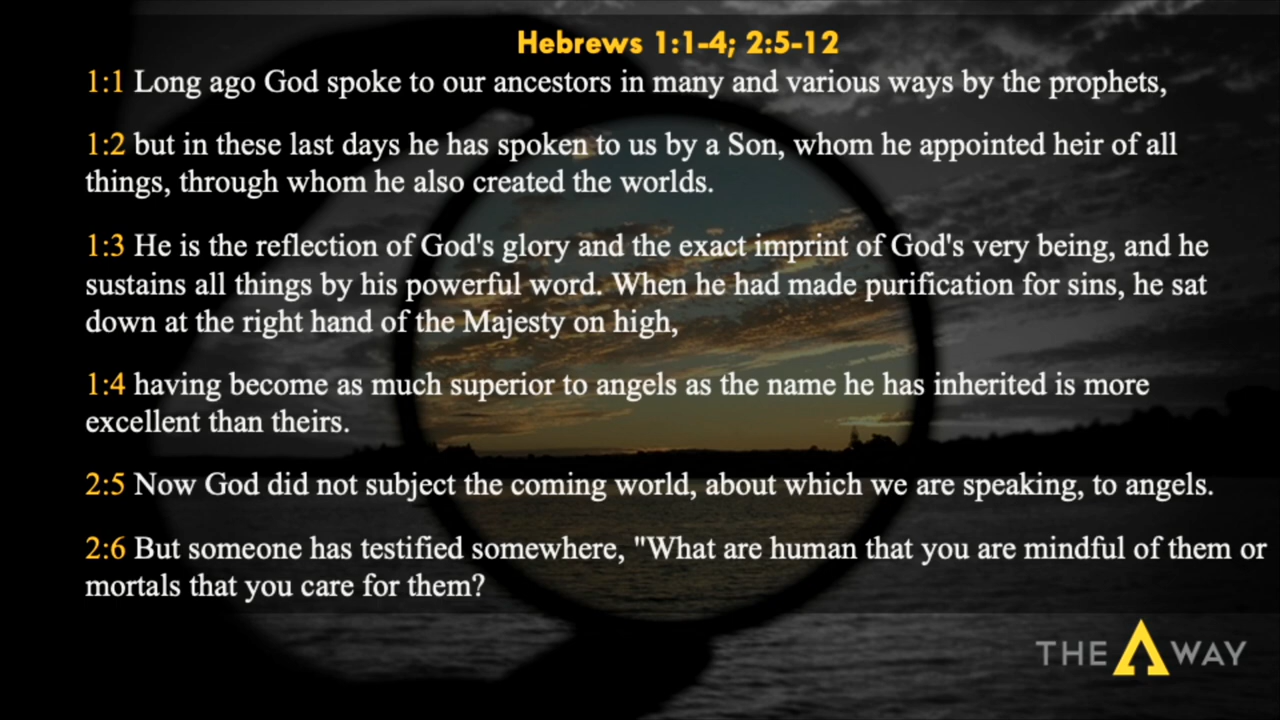 Hebrews 1:1-4; 2:5-12
1:1 Long ago God spoke to our ancestors in many and various ways by the prophets,
1:2 but in these last days he has spoken to us by a Son, whom he appointed heir of all
things, through whom he also created the worlds.
1:3 He is the reflection of God's glory and the exact imprint of God's very being, and he
sustains all things by his powerful word. When he had made purification for sins, he sat
down at the right hand of the Majesty on high,
1:4 having become as much superior to angels as the name he has inherited is more
excellent than theirs.
2:5 Now God did not subject the coming world, about which we are speaking, to angels.
2:6 But someone has testified somewhere, "What are human that you are mindful of them or
mortals that you care for them?
THE WAY